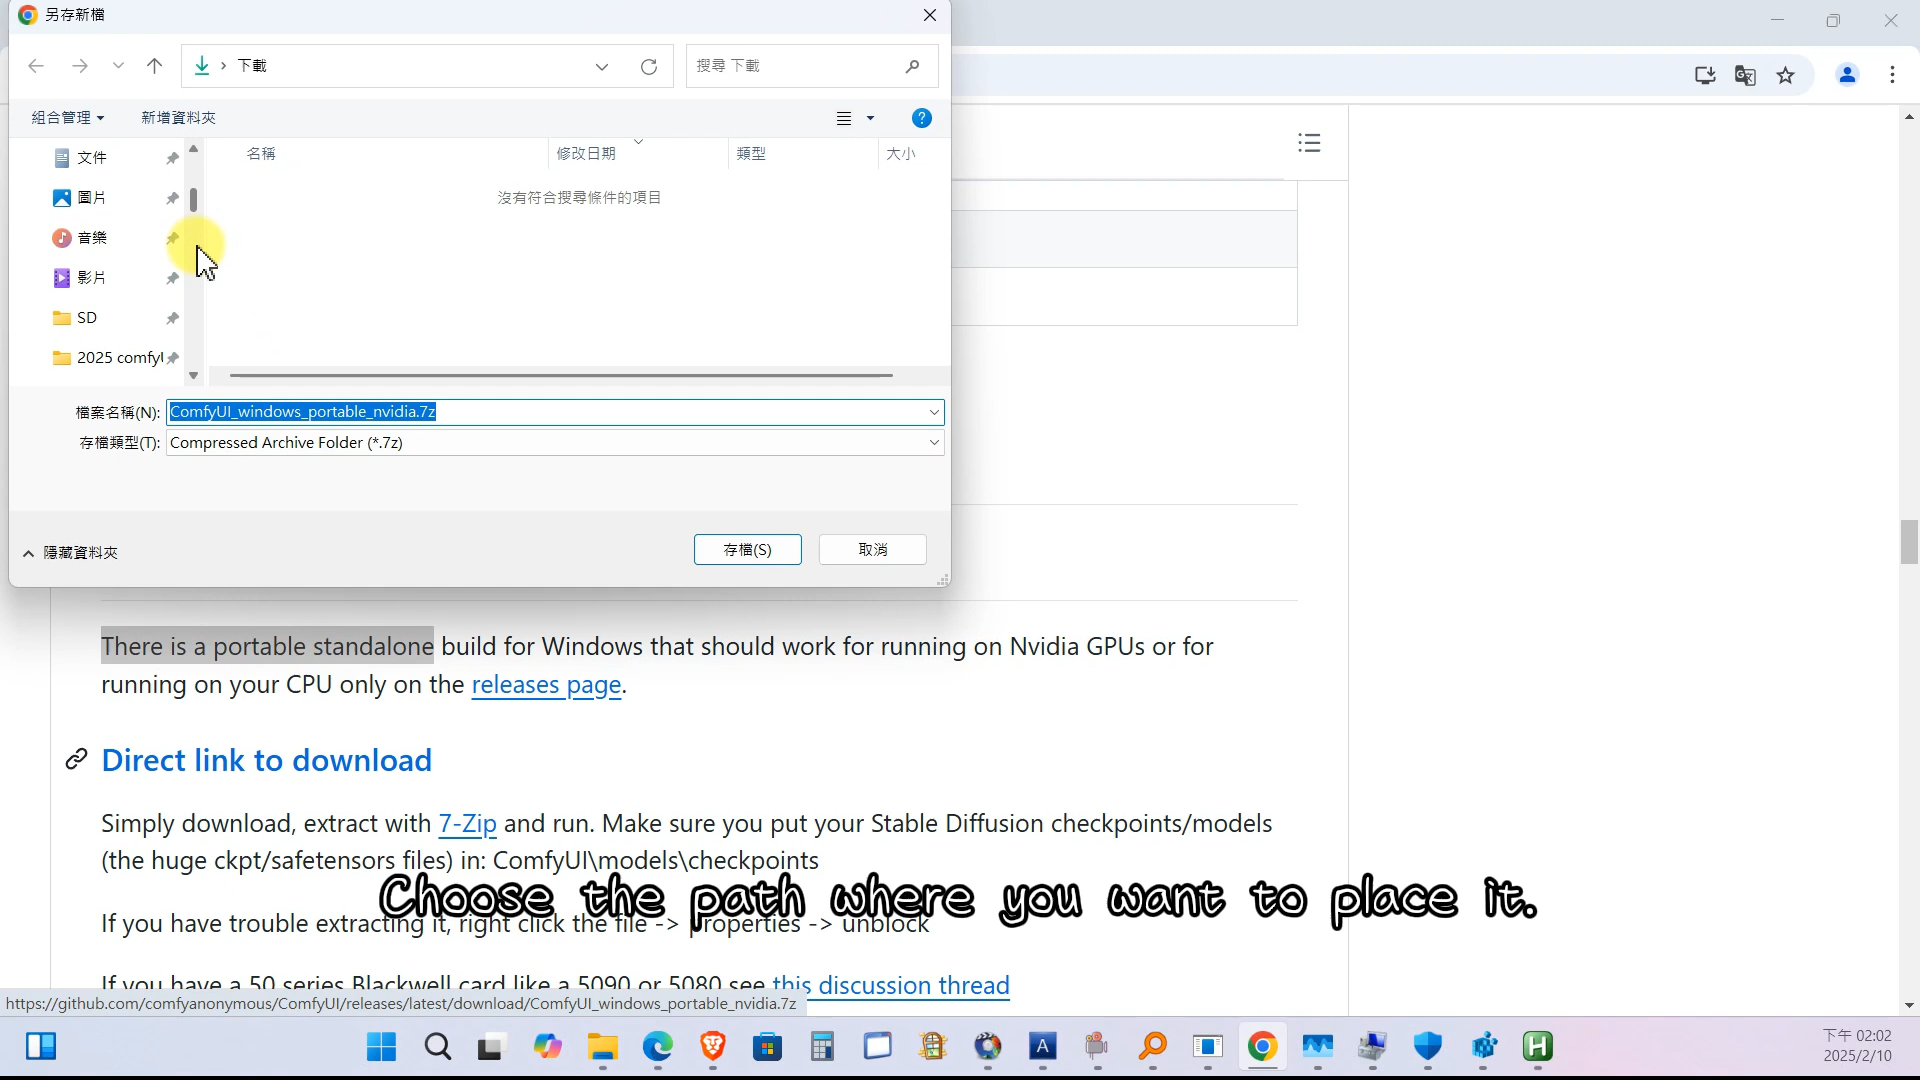 另存新檔
下載
搜尋 下載
組合管理
新增資料夾
文件
圖片
音樂
影片
SD
2025 comfyU
名稱
修改日期
類型
大小
沒有符合搜尋條件的項目
檔案名稱(N):
ComfyUI_windows_portable_nvidia.7z
存檔類型(T):
Compressed Archive Folder (*.7z)
隱藏資料夾
存檔(S)
取消
There is a portable standalone build for Windows that should work for running on Nvidia GPUs or for
running on your CPU only on the releases page.
Direct link to download
Simply download, extract with 7-Zip and run. Make sure you put your Stable Diffusion checkpoints/models
(the huge ckpt/safetensors files) in: ComfyUI\models\checkpoints
Choose the path where you want to place it.
If you have trouble extracting it, right click the file -> properties -> unblock
If you have a 50 series Blackwell card like a 5090 or 5080 see this discussion thread
https://github.com/comfyanonymous/ComfyUI/releases/latest/download/ComfyUI_windows_portable_nvidia.7z
下午 02:02
2025/2/10